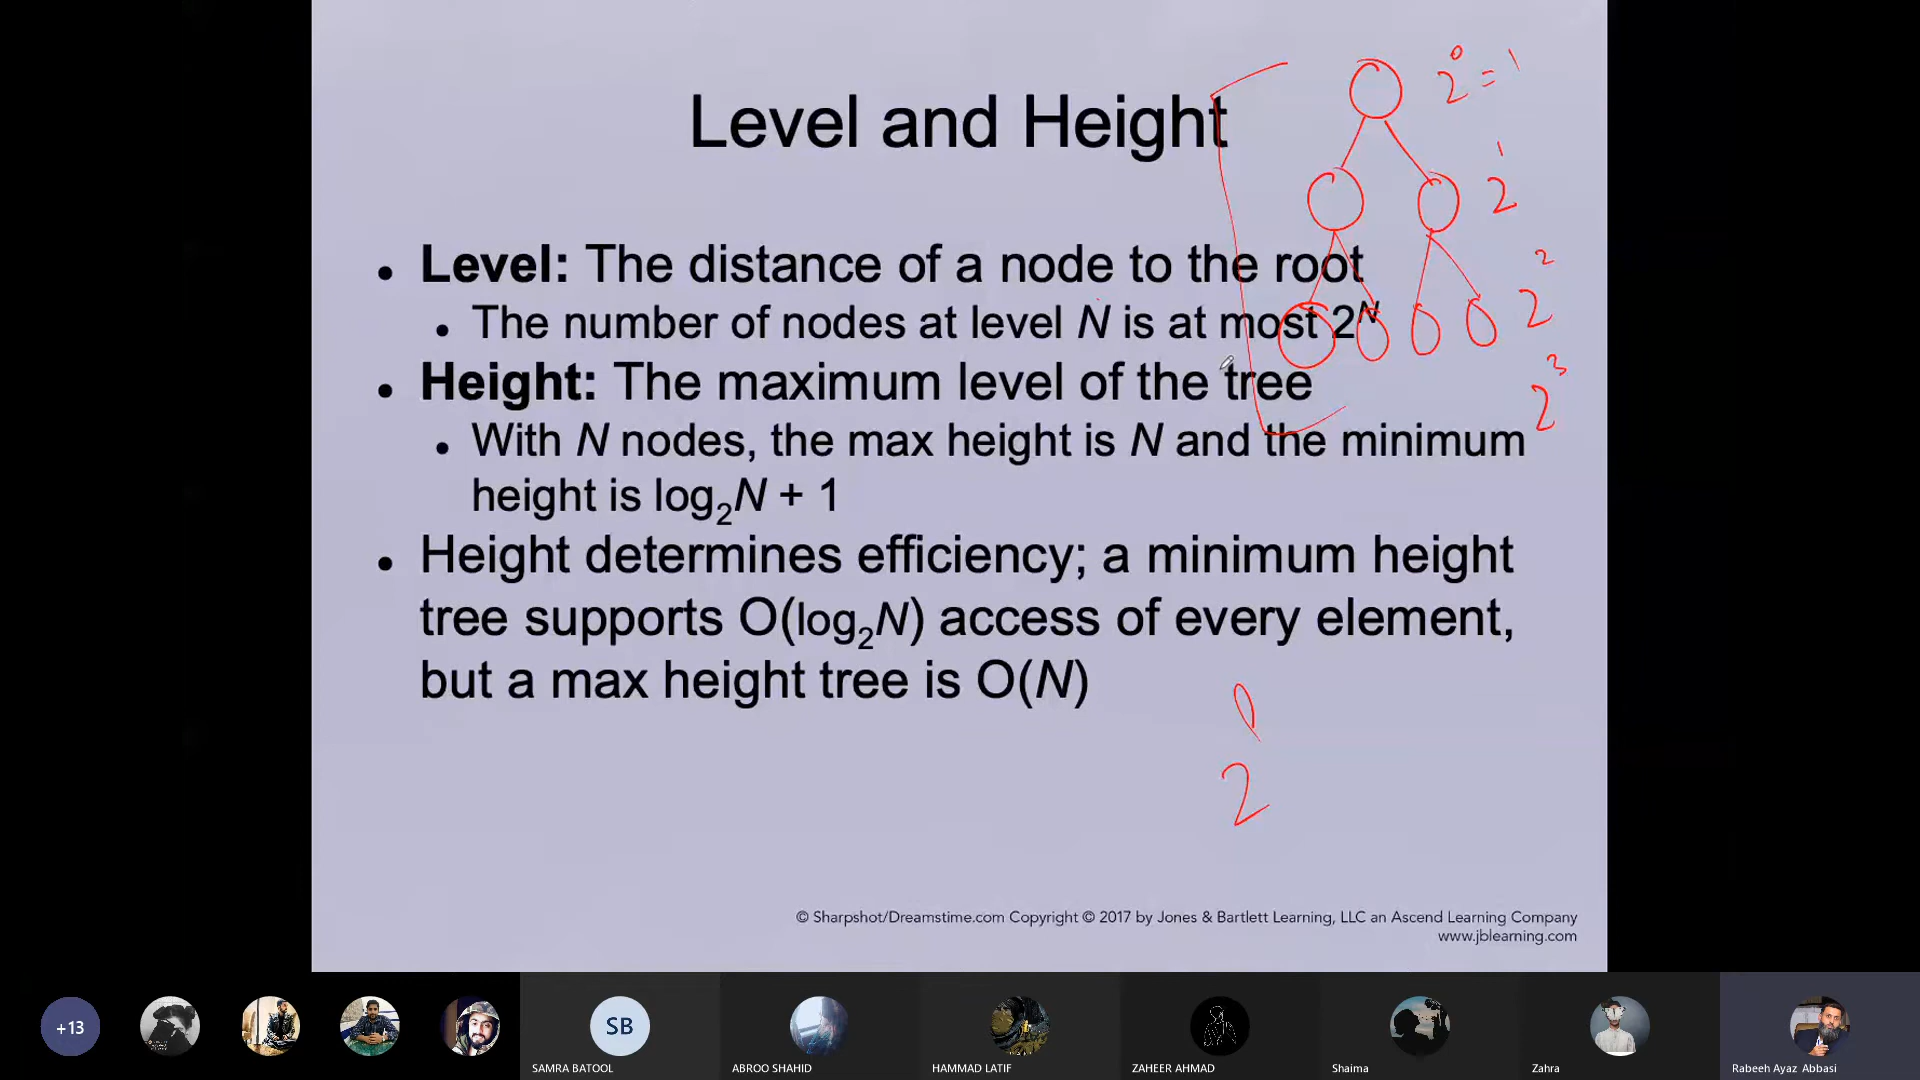 Level and Height
2⁰ = 1
2¹
• Level: The distance of a node to the root
2²
• The number of nodes at level N is at most 2ᴺ
• Height: The maximum level of the tree
2³
• With N nodes, the max height is N and the minimum
height is log₂N + 1
• Height determines efficiency; a minimum height
tree supports O(log₂N) access of every element,
but a max height tree is O(N)
2
© Sharpshot/Dreamstime.com Copyright © 2017 by Jones & Bartlett Learning, LLC an Ascend Learning Company
www.jblearning.com
+13
SB
SAMRA BATOOL
ABROO SHAHID
HAMMAD LATIF
ZAHEER AHMAD
Shaima
Zahra
Rabeeh Ayaz Abbasi